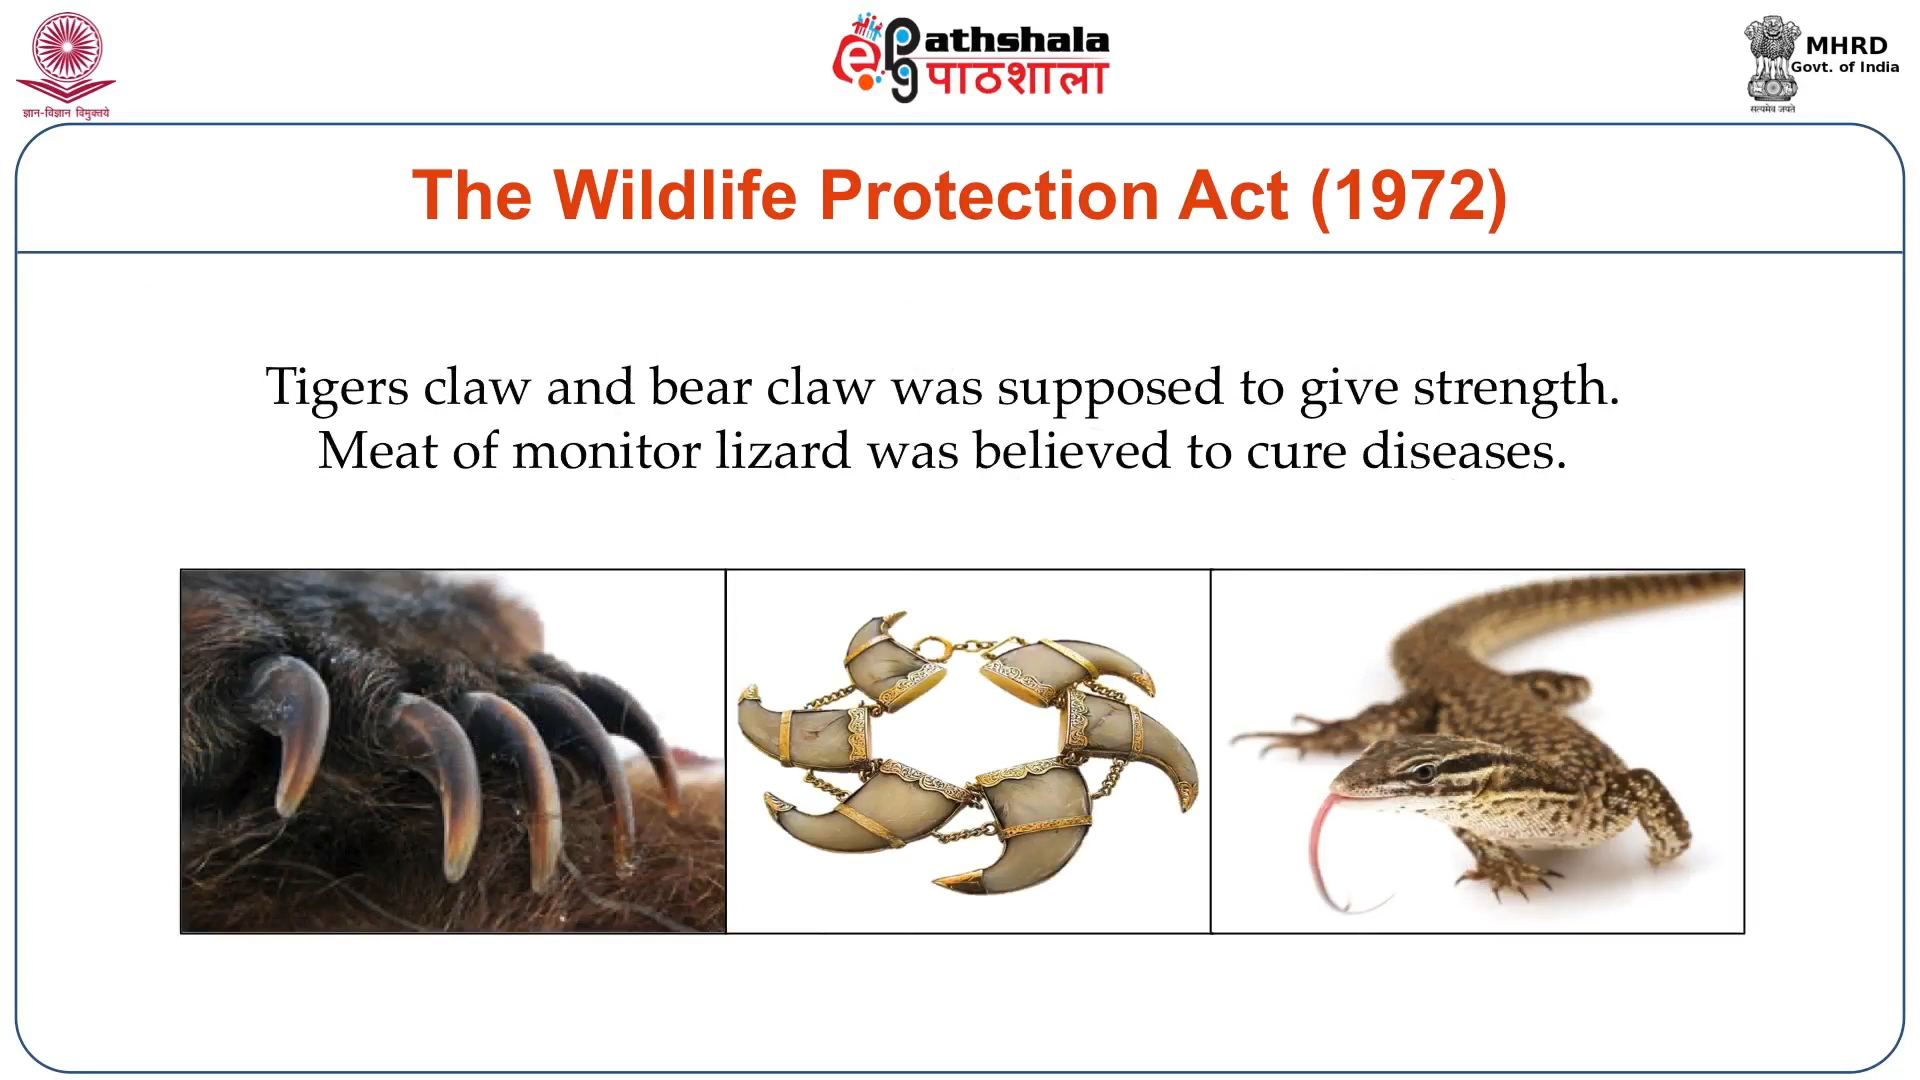 ज्ञान-विज्ञान विमुक्तये
e Pathshala
पाठशाला
MHRD
Govt. of India
सत्यमेव जयते
The Wildlife Protection Act (1972)
Tigers claw and bear claw was supposed to give strength.
Meat of monitor lizard was believed to cure diseases.